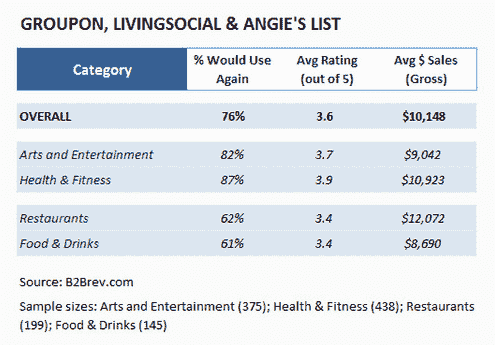 GROUPON, LIVINGSOCIAL & ANGIE'S LIST
Category % Would Use Again Avg Rating (out of 5) Avg $ Sales (Gross)
OVERALL 76% 3.6 $10,148
Arts and Entertainment 82% 3.7 $9,042
Health & Fitness 87% 3.9 $10,923
Restaurants 62% 3.4 $12,072
Food & Drinks 61% 3.4 $8,690
Source: B2Brev.com
Sample sizes: Arts and Entertainment (375); Health & Fitness (438); Restaurants
(199); Food & Drinks (145)